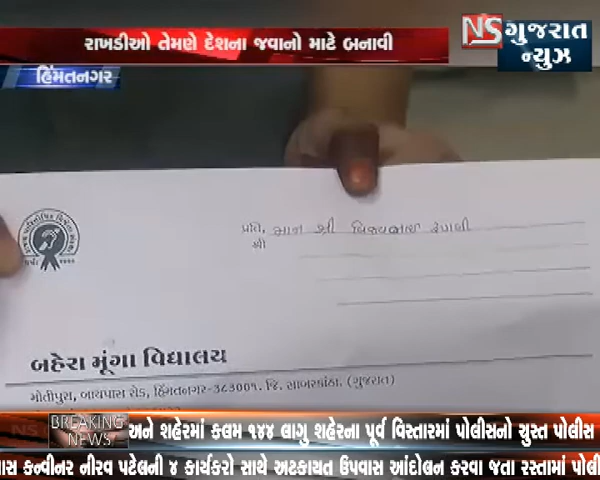 રાખડીઓ તેમણે દેશના જવાનો માટે બનાવી
NS ગુજરાત ન્યુઝ
હિંમતનગર
પ્રતિ, માન શ્રી વિજયભાઇ રૂપાણી
શ્રી
બહેરા મૂંગા વિદ્યાલય
મોતીપુરા, બાયપાસ રોડ, હિંમતનગર-૩૮૩૦૦૧. જિ. સાબરકાંઠા. (ગુજરાત)
BREAKING NEWS અને શહેરમાં કલમ ૧૪૪ લાગુ શહેરના પૂર્વ વિસ્તારમાં પોલીસનો ચુસ્ત પોલીસ
પાસ કન્વીનર નીરવ પટેલની ૪ કાર્યકરો સાથે અટકાયત ઉપવાસ આંદોલન કરવા જતા રસ્તામાં પોલી